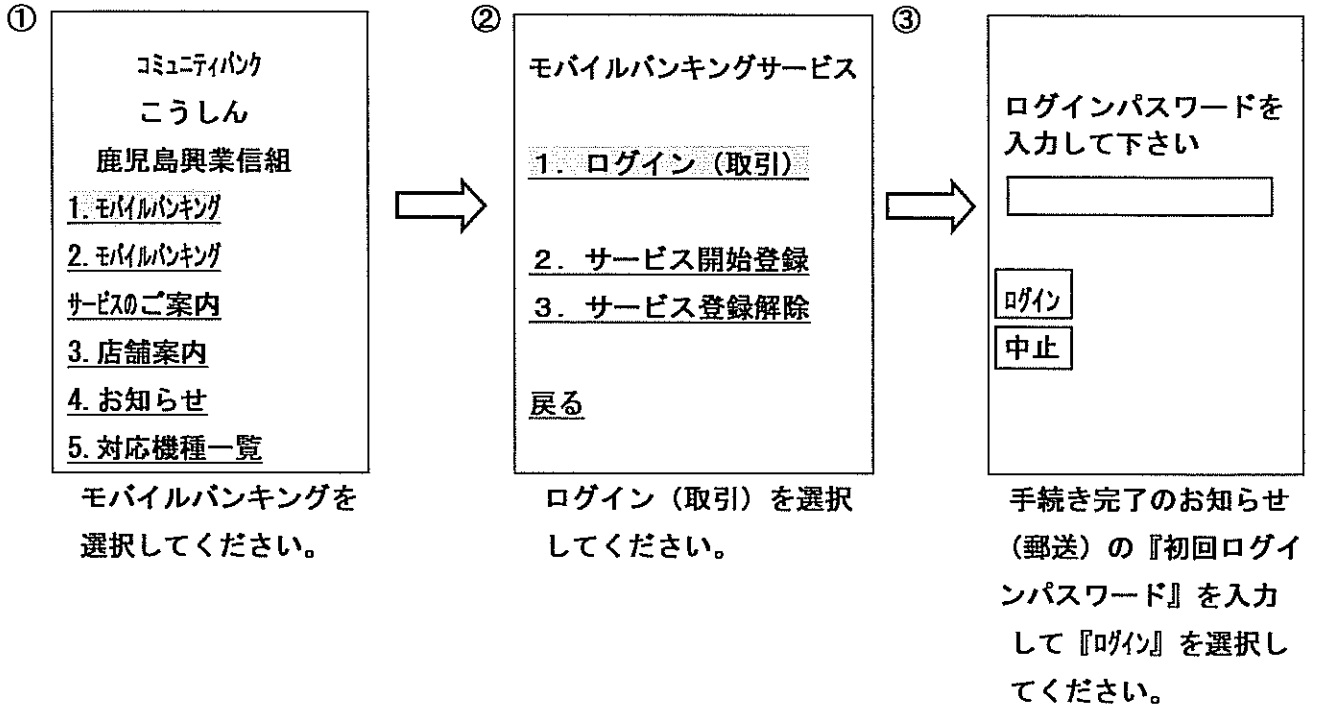 ①
コミュニティバンク
こうしん
鹿児島興業信組
1. モバイルバンキング
2. モバイルバンキング
サービスのご案内
3. 店舗案内
4. お知らせ
5. 対応機種一覧
モバイルバンキングを
選択してください。
②
モバイルバンキングサービス
1. ログイン（取引）
2. サービス開始登録
3. サービス登録解除
戻る
ログイン（取引）を選択
してください。
③
ログインパスワードを
入力して下さい
ログイン
中止
手続き完了のお知らせ
（郵送）の『初回ログイ
ンパスワード』を入力
して『ログイン』を選択し
てください。